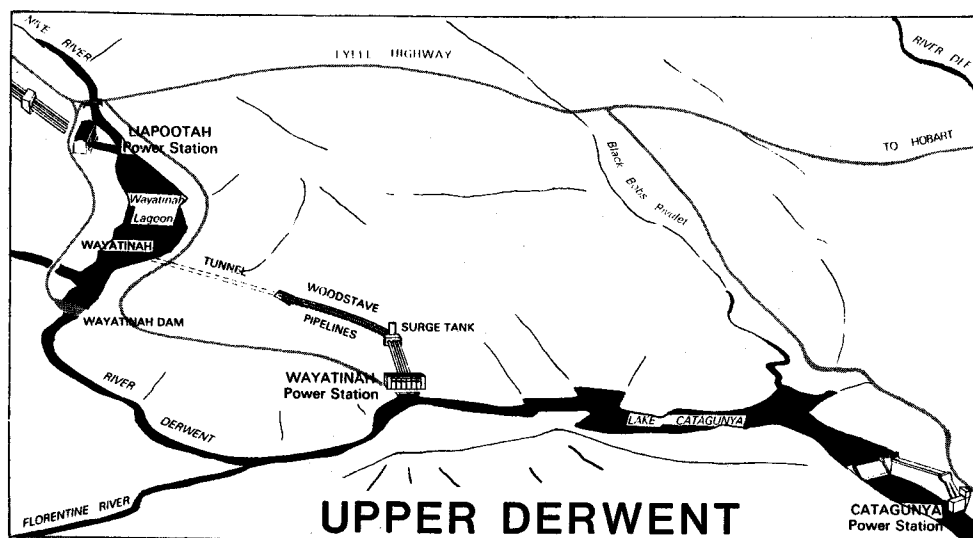 NIVE RIVER
LYELL HIGHWAY
RIVER DEE
TO HOBART
LIAPOOTAH
Power Station
Black Bobs Rivulet
Wayatinah
Lagoon
WAYATINAH
TUNNEL
WOODSTAVE
PIPELINES
SURGE TANK
WAYATINAH DAM
WAYATINAH
Power Station
RIVER
DERWENT
LAKE CATAGUNYA
FLORENTINE RIVER
UPPER DERWENT
CATAGUNYA
Power Station